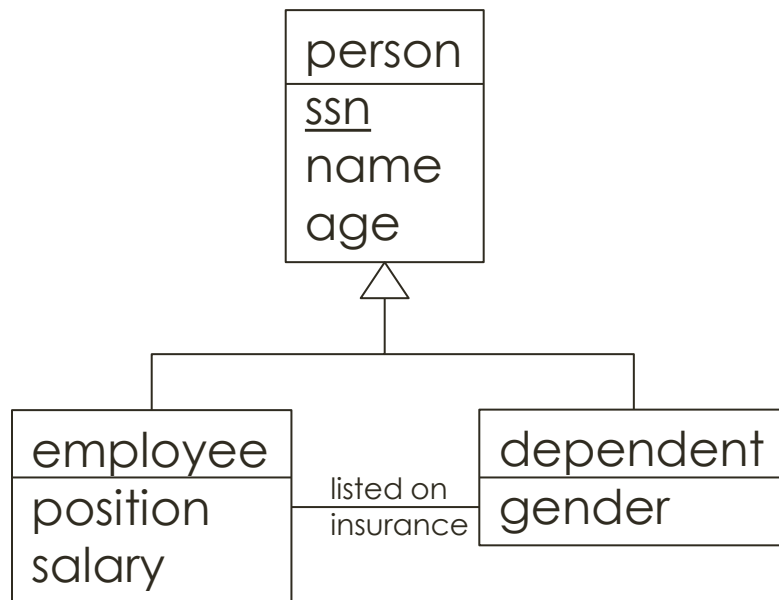 person
ssn
name
age
employee
position
salary
listed on
insurance
dependent
gender